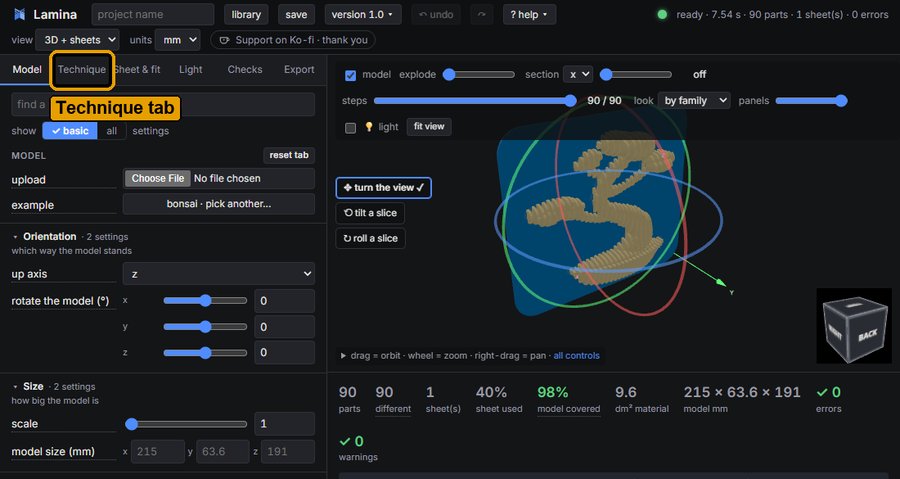 Lamina
project name
library
save
version 1.0
undo
? help
ready · 7.54 s · 90 parts · 1 sheet(s) · 0 errors
view
3D + sheets
units
mm
Support on Ko-fi · thank you
Model
Technique
Sheet & fit
Light
Checks
Export
find a
Technique tab
show
✓ basic
all
settings
MODEL
reset tab
upload
Choose File No file chosen
example
bonsai · pick another...
Orientation · 2 settings
which way the model stands
up axis
z
rotate the model (°)
x
0
y
0
z
0
Size · 2 settings
how big the model is
scale
1
model size (mm)
x
215
y
63.6
z
191
model
explode
section
x
off
steps
90 / 90
look
by family
panels
light
fit view
turn the view ✓
tilt a slice
roll a slice
Y
BACK
drag = orbit · wheel = zoom · right-drag = pan · all controls
90
parts
90
different
1
sheet(s)
40%
sheet used
98%
model covered
9.6
dm² material
215 × 63.6 × 191
model mm
✓ 0
errors
✓ 0
warnings